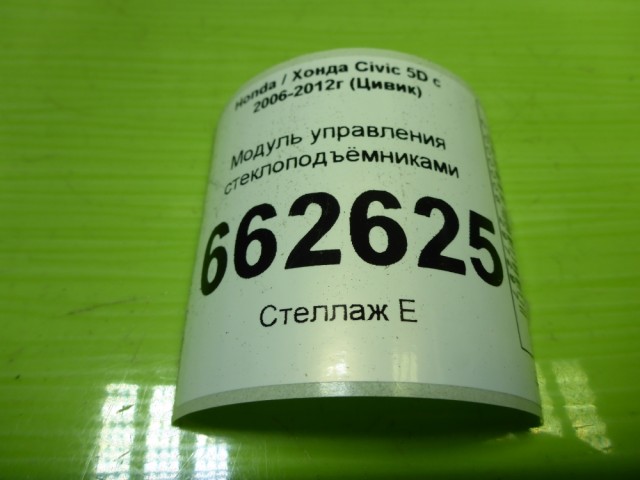 Honda / Хонда Civic 5D с
2006-2012г (Цивик)
Модуль управления
стеклоподъёмниками
662625
Стеллаж Е